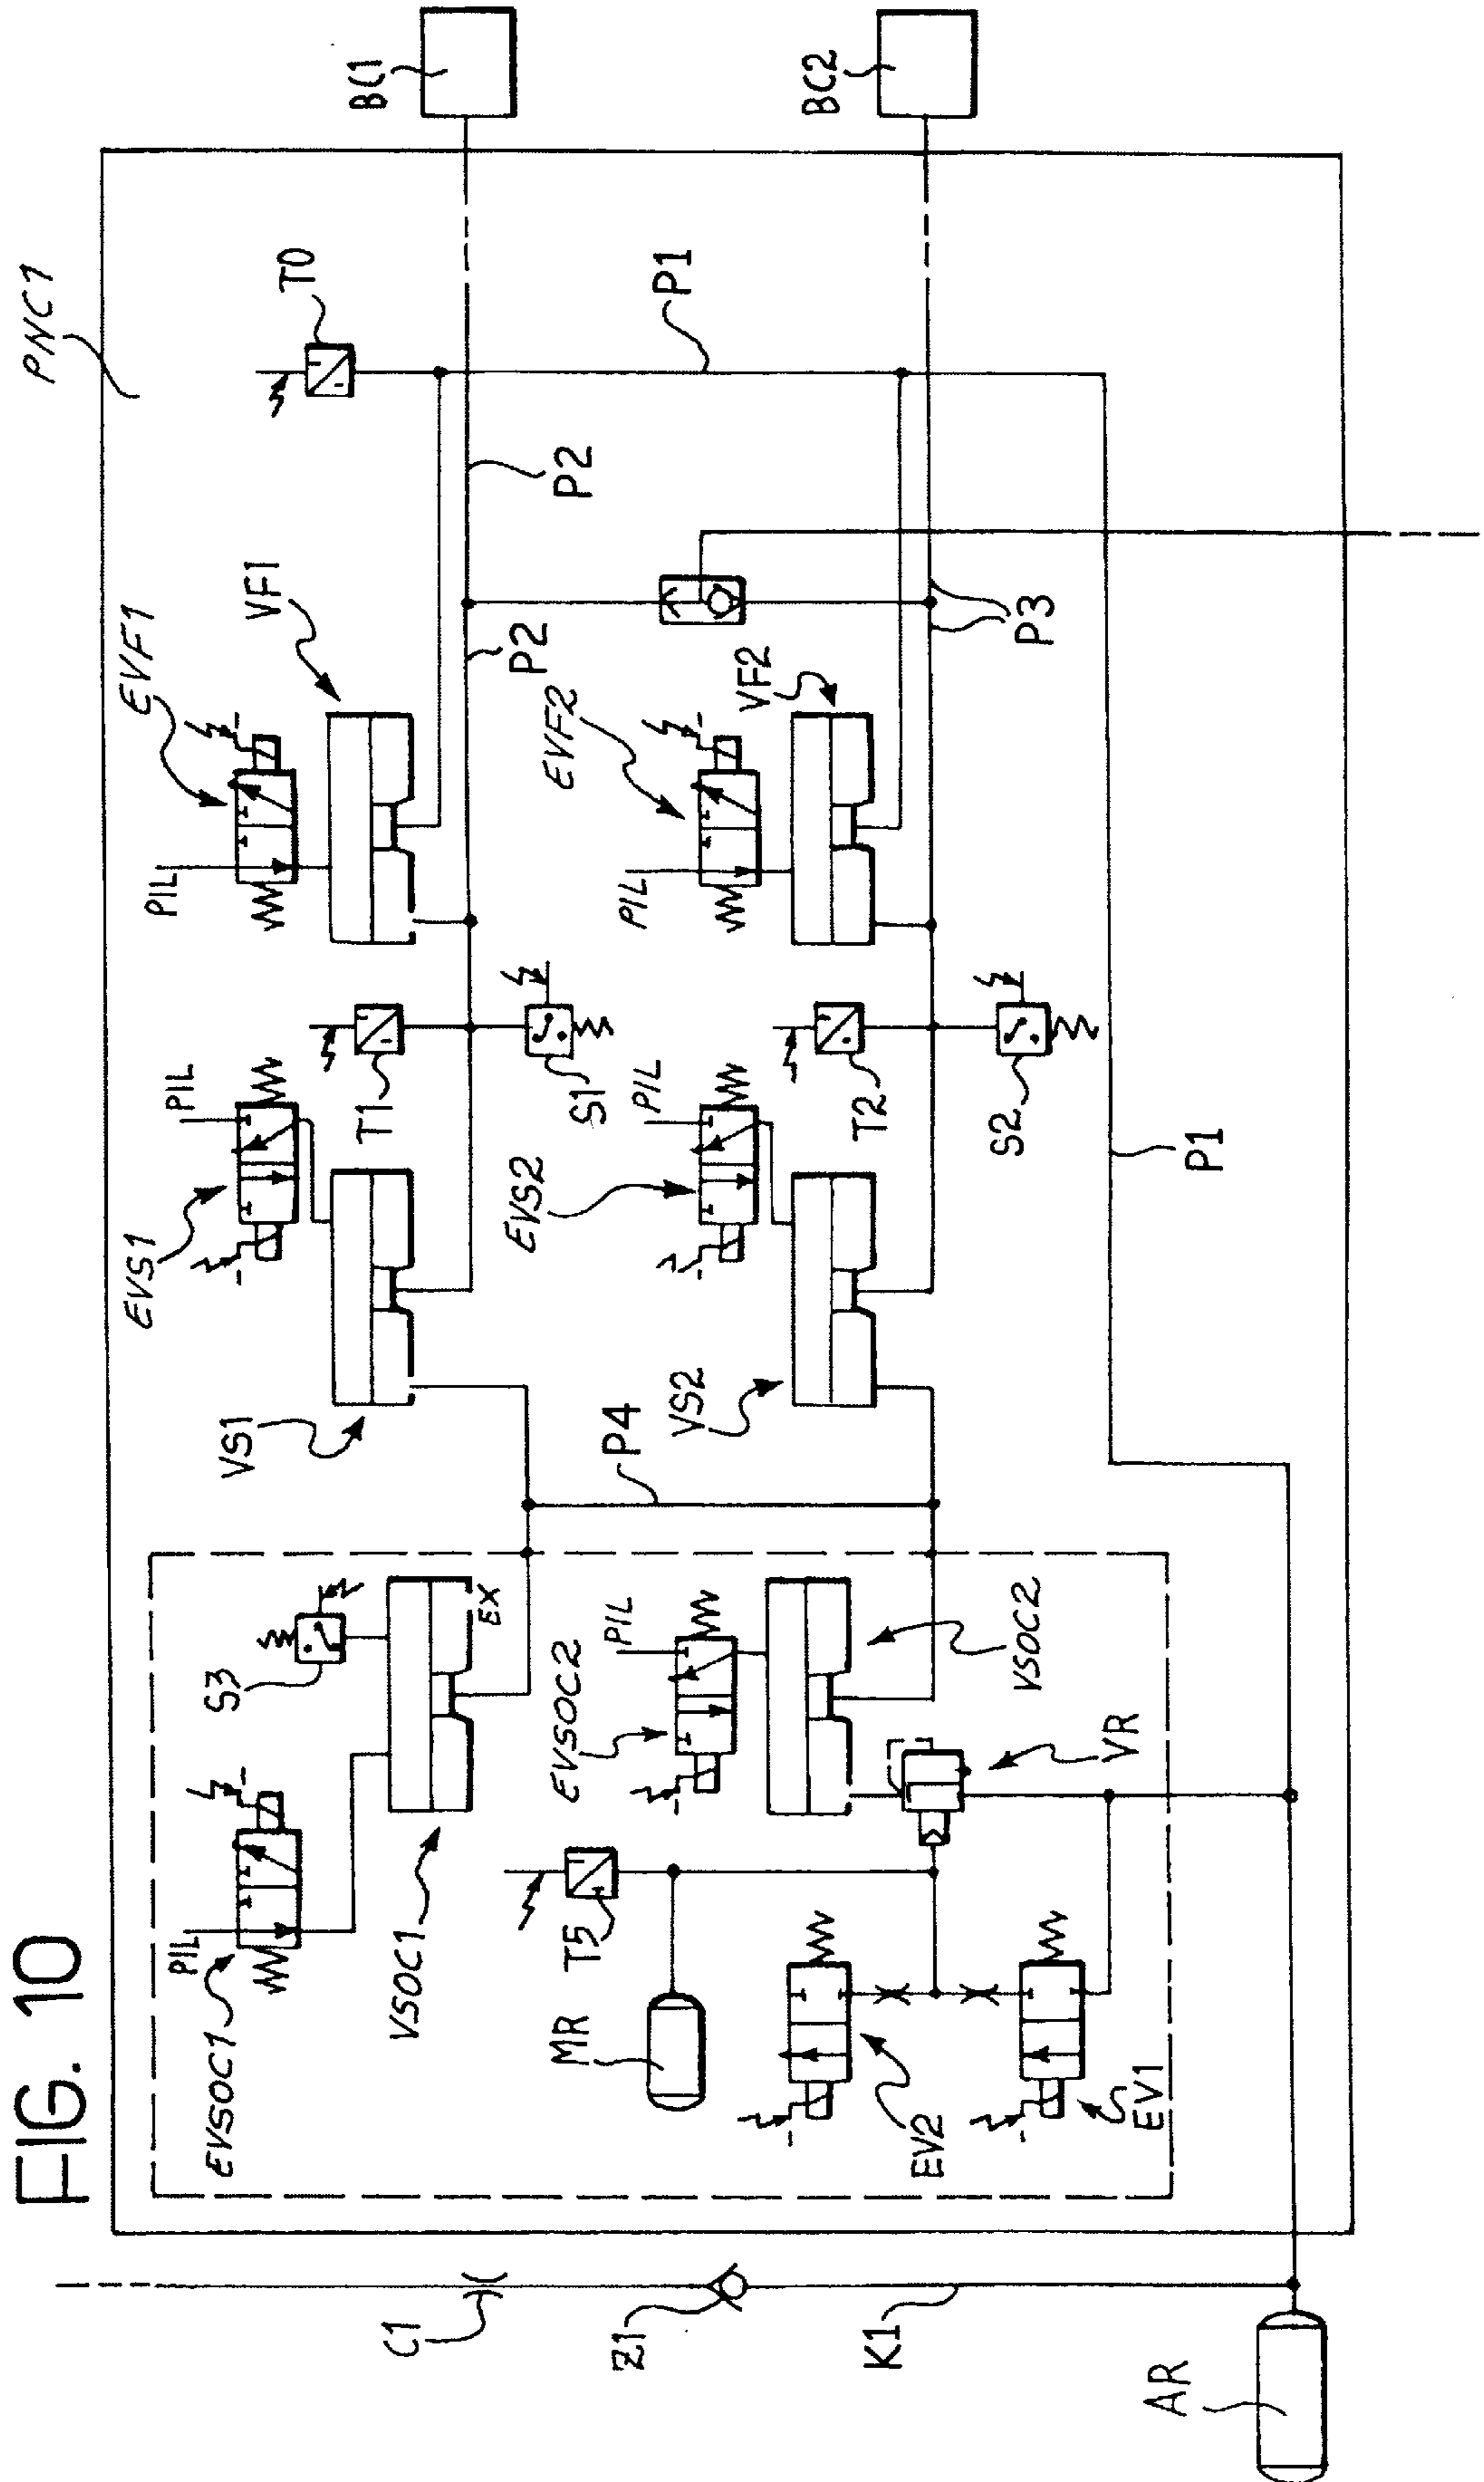 FIG. 10
PNC1
BC1
BC2
T0
P1
P2
P2
P3
EVF1
VF1
PIL
EVF2
VF2
PIL
EVS1
PIL
T1
S1
EVS2
PIL
T2
S2
P1
VS1
VS2
P4
S3
EX
EVSOC1
PIL
VSOC1
EVSOC2
PIL
VSOC2
VR
T5
MR
EV2
EV1
C1
Z1
K1
AR